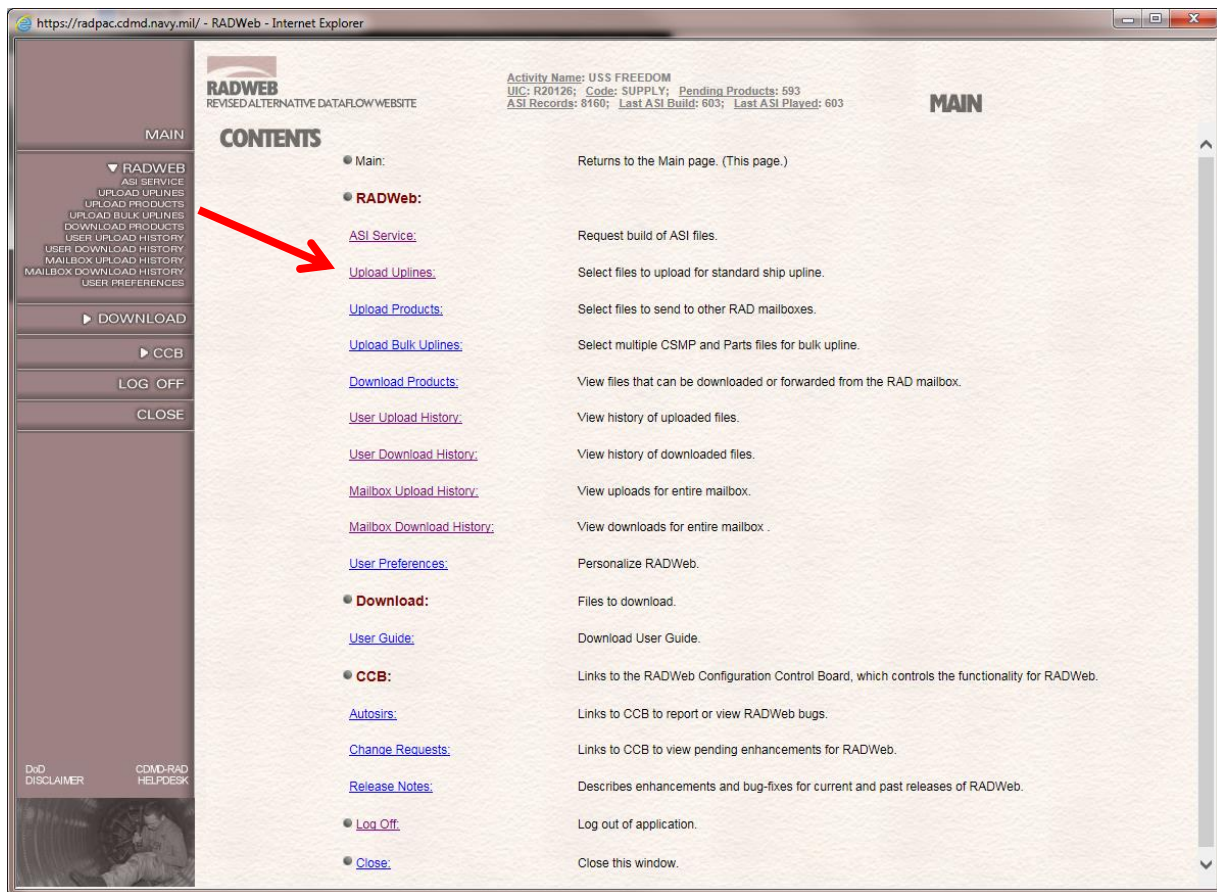 https://radpac.cdmd.navy.mil/ - RADWeb - Internet Explorer
RADWEB
REVISED ALTERNATIVE DATAFLOW WEBSITE
Activity Name: USS FREEDOM
UIC: R20126; Code: SUPPLY; Pending Products: 593
ASI Records: 8160; Last ASI Build: 603; Last ASI Played: 603
MAIN
MAIN
RADWEB
ASI SERVICE
UPLOAD UPLINES
UPLOAD PRODUCTS
UPLOAD BULK UPLINES
DOWNLOAD PRODUCTS
USER UPLOAD HISTORY
USER DOWNLOAD HISTORY
MAILBOX UPLOAD HISTORY
MAILBOX DOWNLOAD HISTORY
USER PREFERENCES
DOWNLOAD
CCB
LOG OFF
CLOSE
DoD DISCLAIMER
CDMD-RAD HELPDESK
CONTENTS
Main: Returns to the Main page. (This page.)
RADWeb:
ASI Service: Request build of ASI files.
Upload Uplines: Select files to upload for standard ship upline.
Upload Products: Select files to send to other RAD mailboxes.
Upload Bulk Uplines: Select multiple CSMP and Parts files for bulk upline.
Download Products: View files that can be downloaded or forwarded from the RAD mailbox.
User Upload History: View history of uploaded files.
User Download History: View history of downloaded files.
Mailbox Upload History: View uploads for entire mailbox.
Mailbox Download History: View downloads for entire mailbox .
User Preferences: Personalize RADWeb.
Download: Files to download.
User Guide: Download User Guide.
CCB: Links to the RADWeb Configuration Control Board, which controls the functionality for RADWeb.
Autosirs: Links to CCB to report or view RADWeb bugs.
Change Requests: Links to CCB to view pending enhancements for RADWeb.
Release Notes: Describes enhancements and bug-fixes for current and past releases of RADWeb.
Log Off: Log out of application.
Close: Close this window.